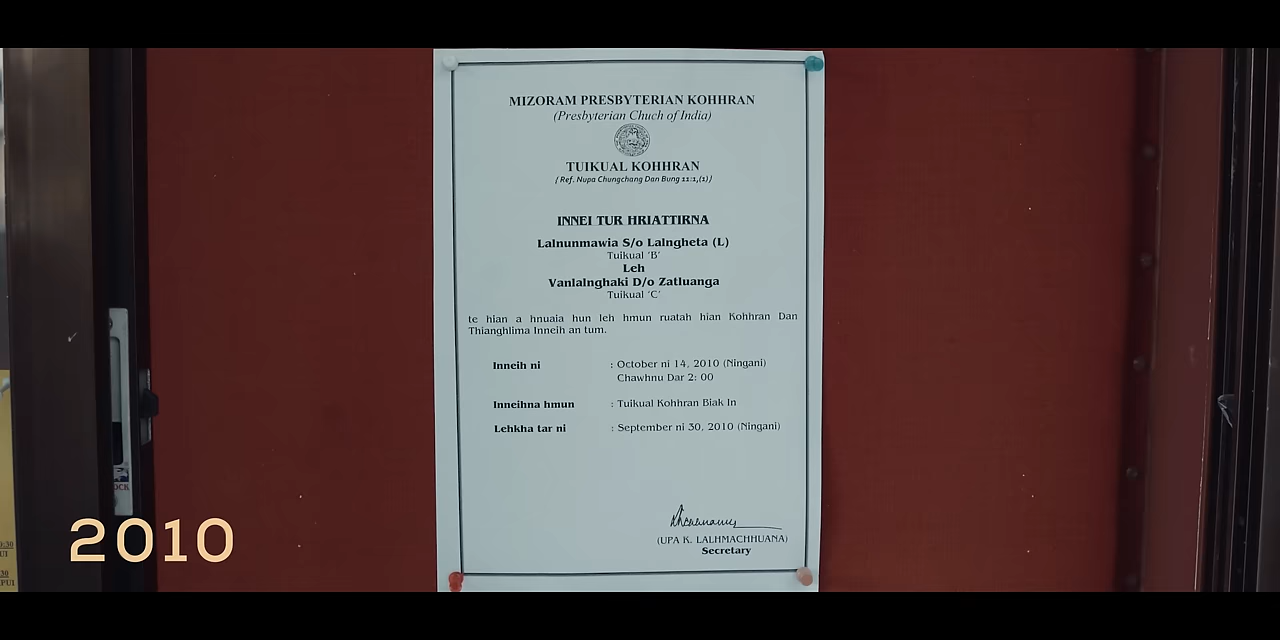 MIZORAM PRESBYTERIAN KOHHRAN
(Presbyterian Chuch of India)
TUIKUAL KOHHRAN
( Ref. Nupa Chungchang Dan Bung 11:1,(1) )
INNEI TUR HRIATTIRNA
Lalnunmawia S/o Lalngheta (L)
Tuikual 'B'
Leh
Vanlalnghaki D/o Zatluanga
Tuikual 'C'
te hian a hnuaia hun leh hmun ruatah hian Kohhran Dan
Thianghlima Inneih an tum.
Inneih ni : October ni 14, 2010 (Ningani)
Chawhnu Dar 2: 00
Inneihna hmun : Tuikual Kohhran Biak In
Lehkha tar ni : September ni 30, 2010 (Ningani)
(UPA K. LALHMACHHUANA)
Secretary
2010